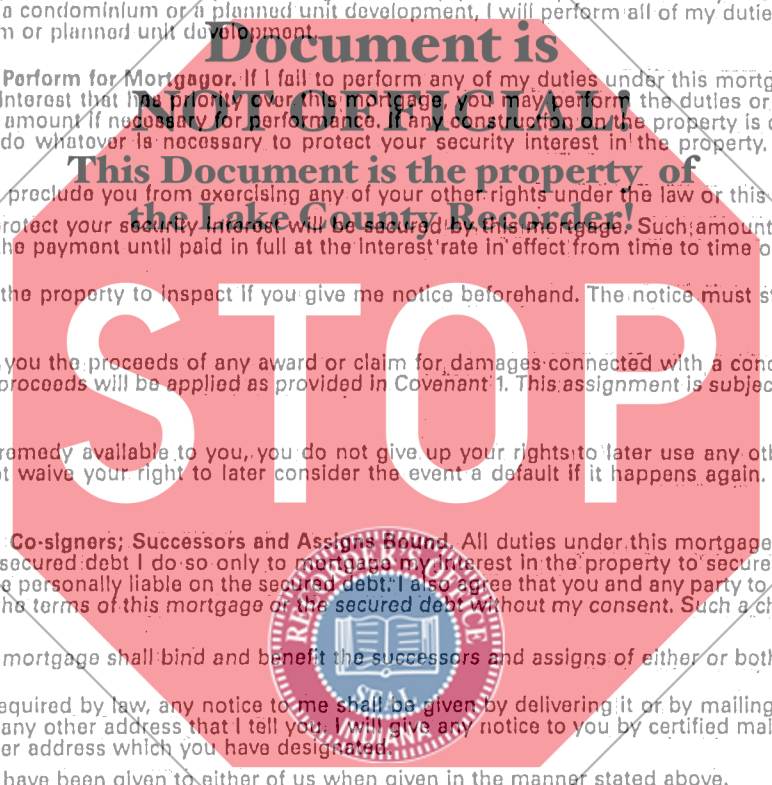 a condominium or a planned unit development, I will perform all of my dutie
m or planned unit development.
Document is
Perform for Mortgagor. If I fail to perform any of my duties under this mortg
interest that has priority over this mortgage, you may perform the duties or
NOT OFFICIAL!
amount if necessary for performance. If any construction on the property is
do whatever is necessary to protect your security interest in the property.
This Document is the property of
preclude you from exercising any of your other rights under the law or this
the Lake County Recorder!
rotect your security interest will be secured by this mortgage. Such amount
he payment until paid in full at the interest rate in effect from time to time o
the property to inspect if you give me notice beforehand. The notice must st
STOP
you the proceeds of any award or claim for damages connected with a cond
proceeds will be applied as provided in Covenant 1. This assignment is subjec
remedy available to you, you do not give up your rights to later use any oth
t waive your right to later consider the event a default if it happens again.
Co-signers; Successors and Assigns Bound. All duties under this mortgage
secured debt I do so only to mortgage my interest in the property to secure
e personally liable on the secured debt. I also agree that you and any party to
he terms of this mortgage or the secured debt without my consent. Such a ch
mortgage shall bind and benefit the successors and assigns of either or both
RECORDER'S OFFICE
SEAL
INDIANA
equired by law, any notice to me shall be given by delivering it or by mailing
any other address that I tell you. I will give any notice to you by certified mai
er address which you have designated.
have been given to either of us when given in the manner stated above.